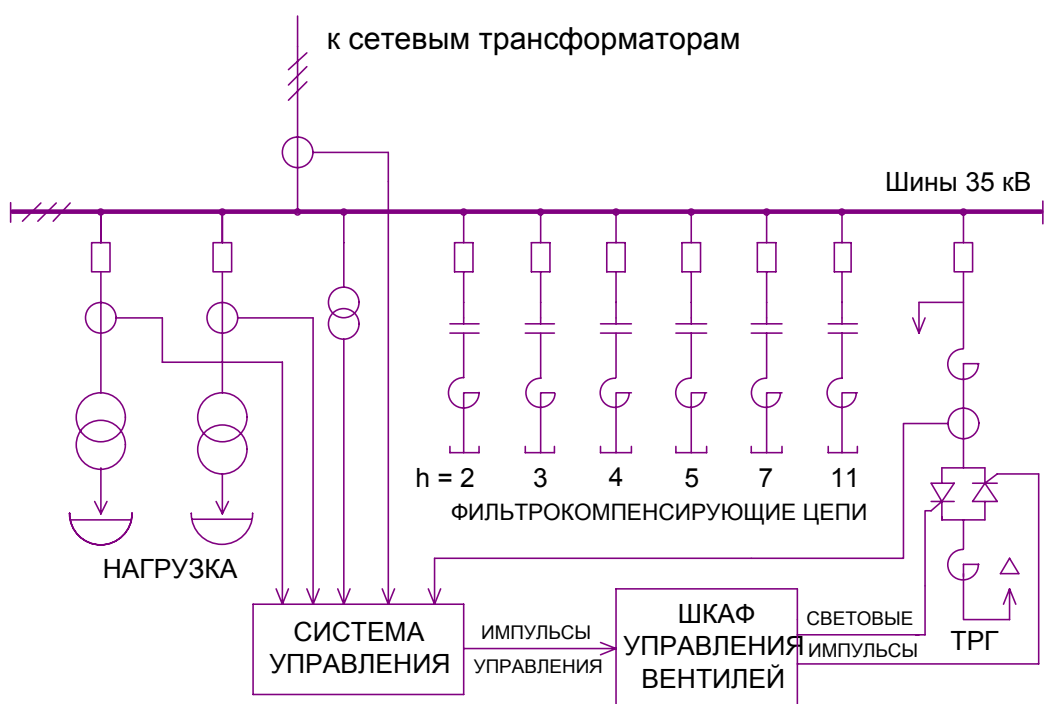 к сетевым трансформаторам
Шины 35 кВ
h = 2 3 4 5 7 11
ФИЛЬТРОКОМПЕНСИРУЮЩИЕ ЦЕПИ
НАГРУЗКА
СИСТЕМА
УПРАВЛЕНИЯ
ИМПУЛЬСЫ
УПРАВЛЕНИЯ
ШКАФ
УПРАВЛЕНИЯ
ВЕНТИЛЕЙ
СВЕТОВЫЕ
ИМПУЛЬСЫ
ТРГ